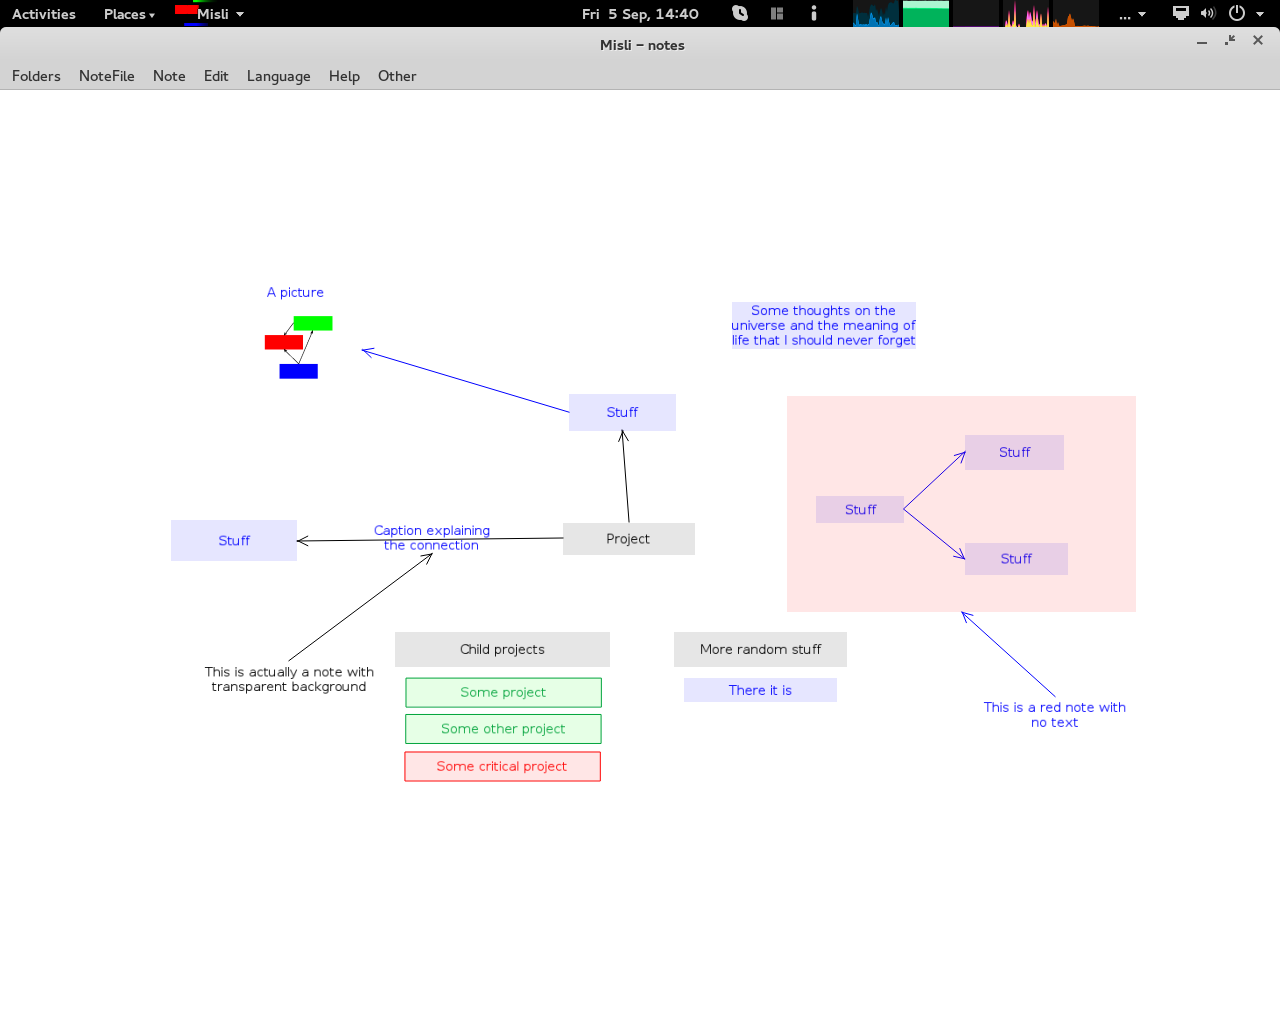 Activities Places Misli Fri 5 Sep, 14:40 ...
Misli – notes
Folders NoteFile Note Edit Language Help Other
A picture
Some thoughts on the
universe and the meaning of
life that I should never forget
Stuff
Stuff
Stuff
Stuff
Caption explaining
the connection
Project
Stuff
Child projects
More random stuff
This is actually a note with
transparent background
Some project
There it is
This is a red note with
no text
Some other project
Some critical project